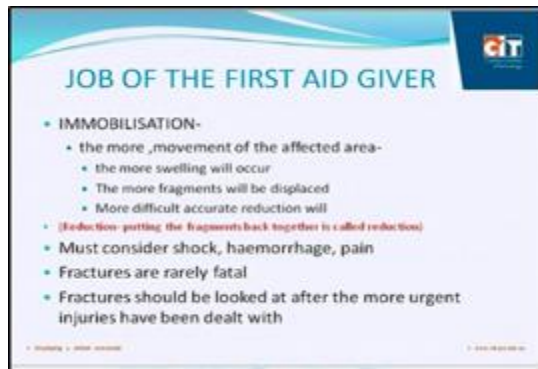 CIT
JOB OF THE FIRST AID GIVER
• IMMOBILISATION-
• the more ,movement of the affected area-
• the more swelling will occur
• The more fragments will be displaced
• More difficult accurate reduction will
• (Reduction- putting the fragments back together is called reduction)
• Must consider shock, haemorrhage, pain
• Fractures are rarely fatal
• Fractures should be looked at after the more urgent
injuries have been dealt with